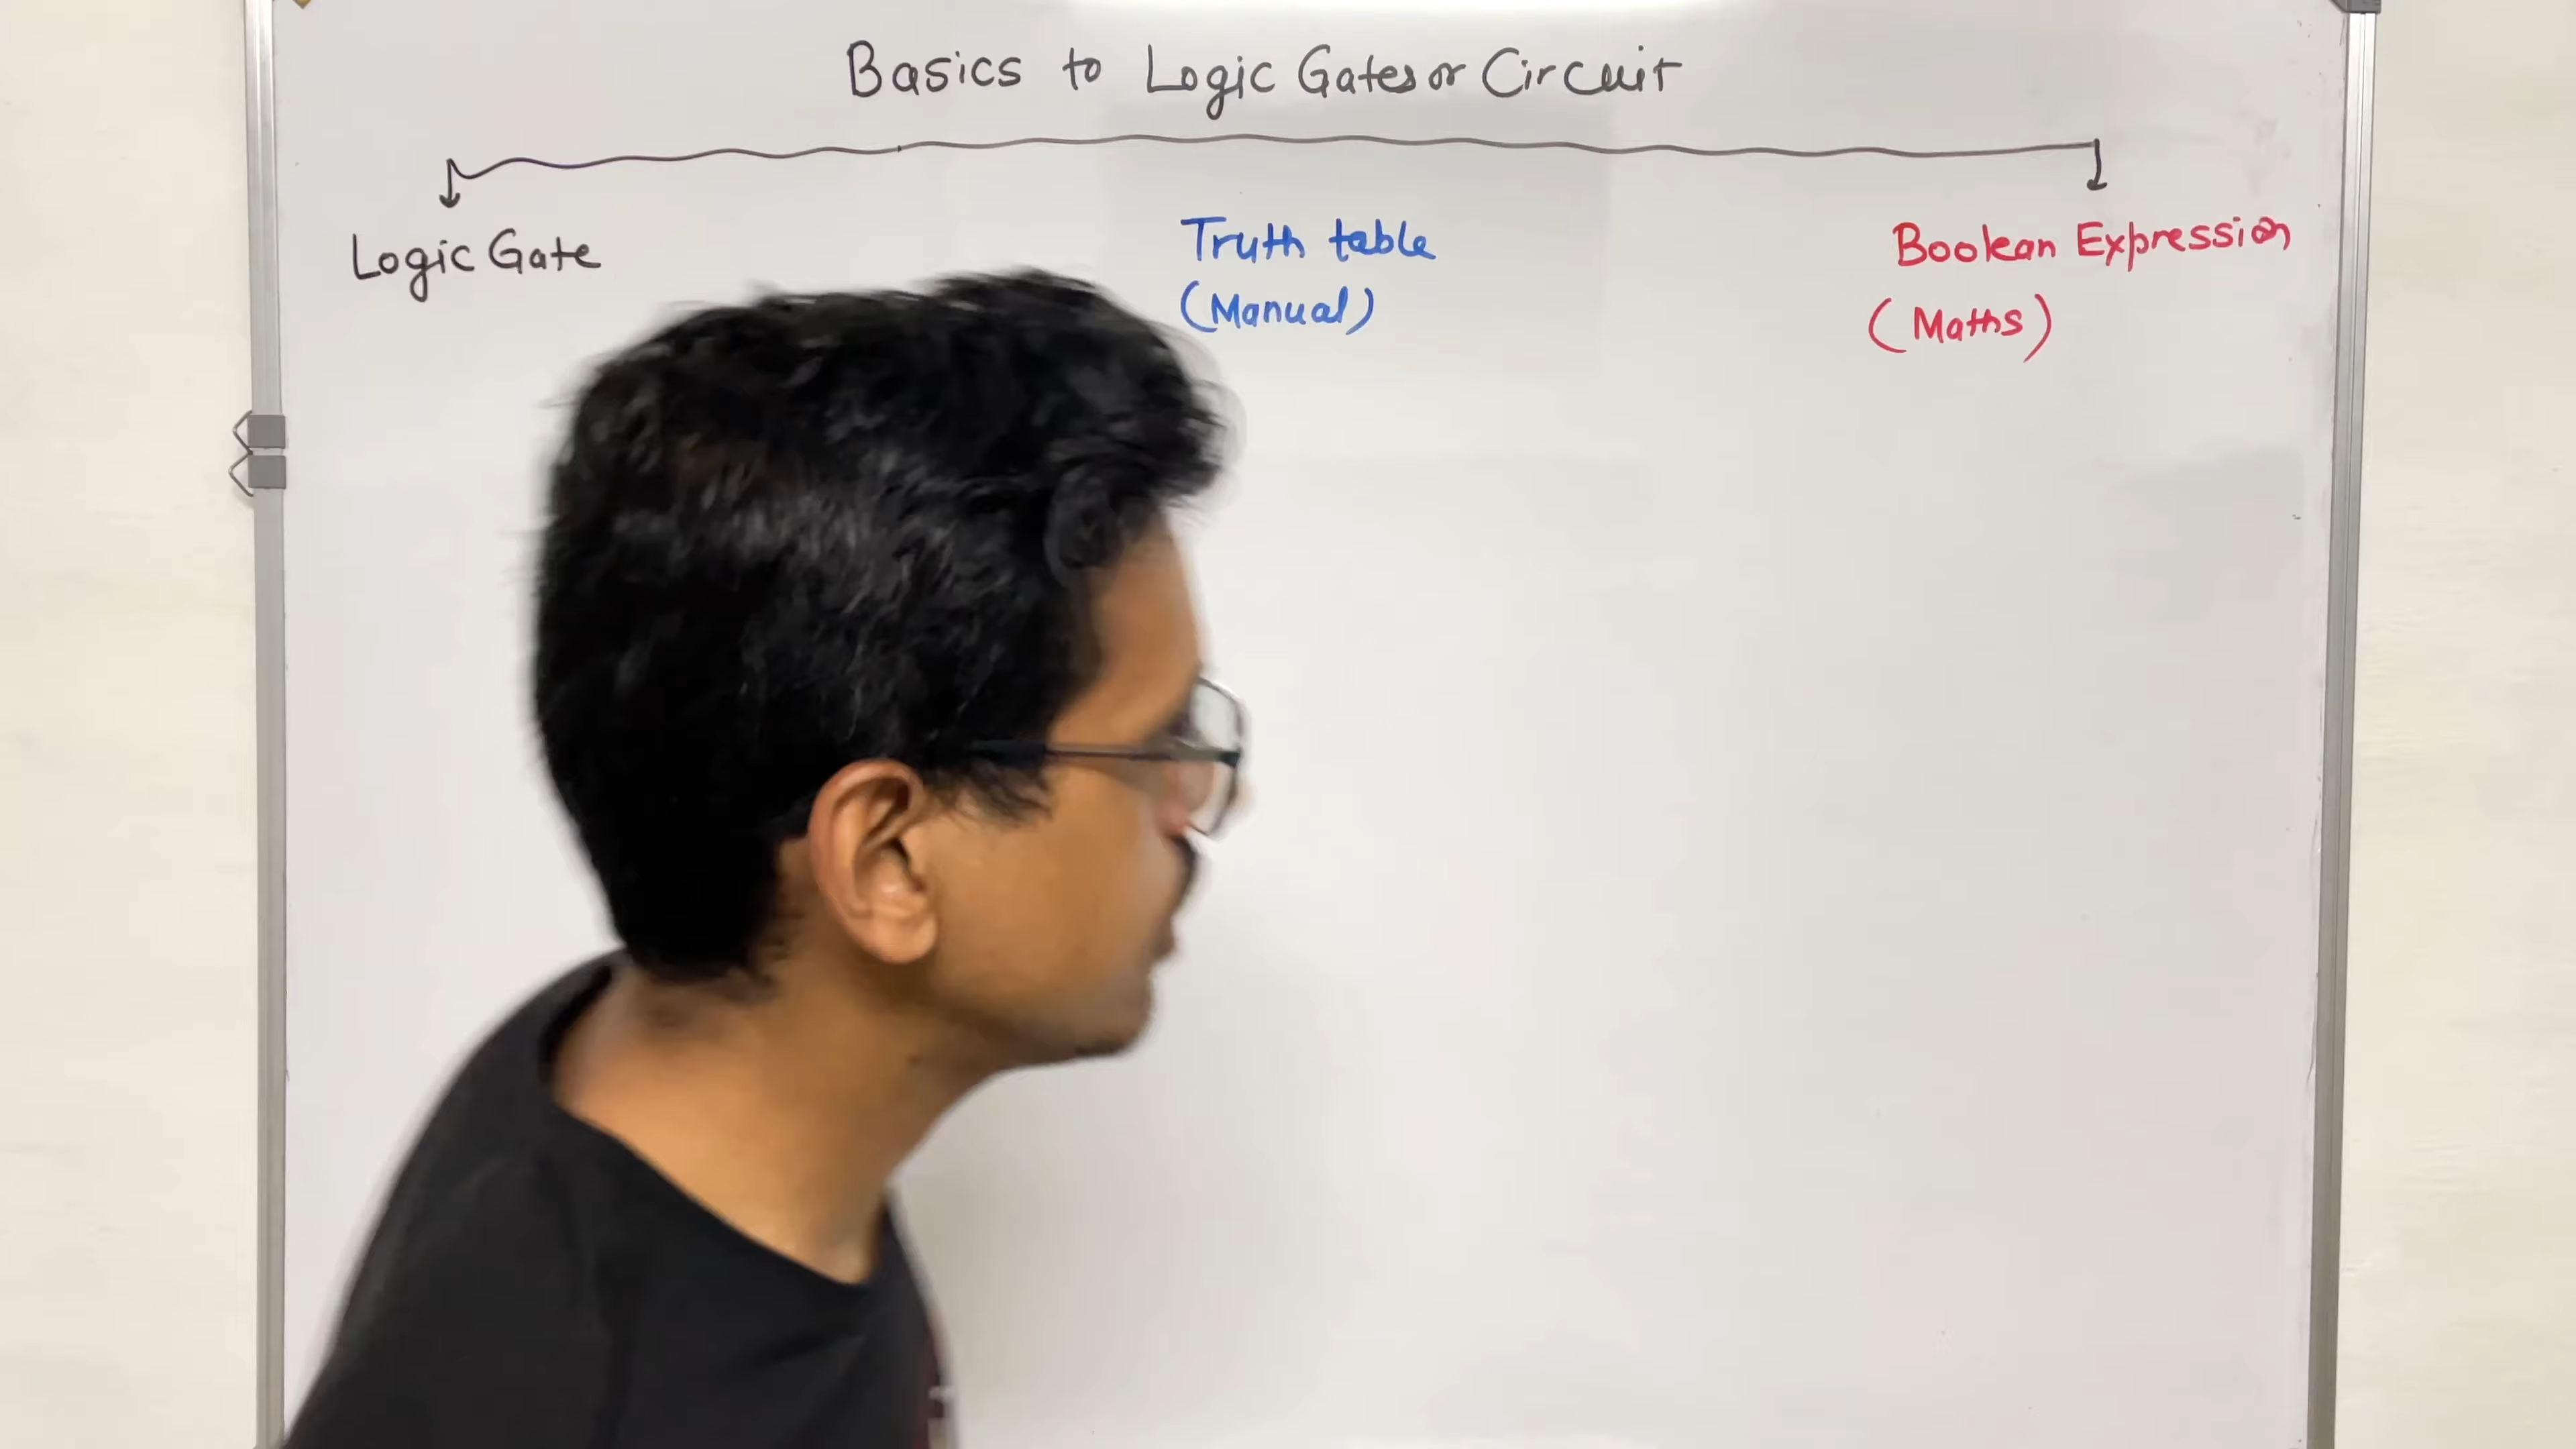 Basics to Logic Gates or Circuit
Logic Gate
Truth table
(Manual)
Boolean Expression
(Maths)